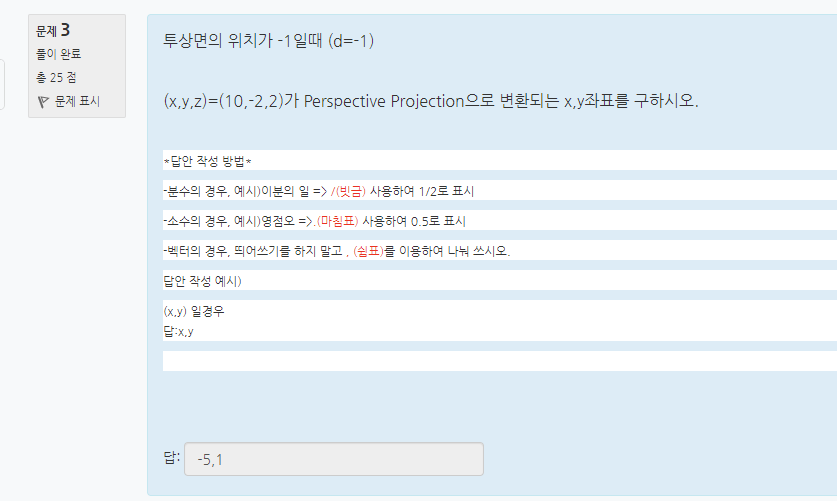 문제 3
풀이 완료
총 25 점
문제 표시
투상면의 위치가 -1일때 (d=-1)
(x,y,z)=(10,-2,2)가 Perspective Projection으로 변환되는 x,y좌표를 구하시오.
*답안 작성 방법*
-분수의 경우, 예시)이분의 일 => /(빗금) 사용하여 1/2로 표시
-소수의 경우, 예시)영점오 =>.(마침표) 사용하여 0.5로 표시
-벡터의 경우, 띄어쓰기를 하지 말고 , (쉼표)를 이용하여 나눠 쓰시오.
답안 작성 예시)
(x,y) 일경우
답:x,y
답: -5,1